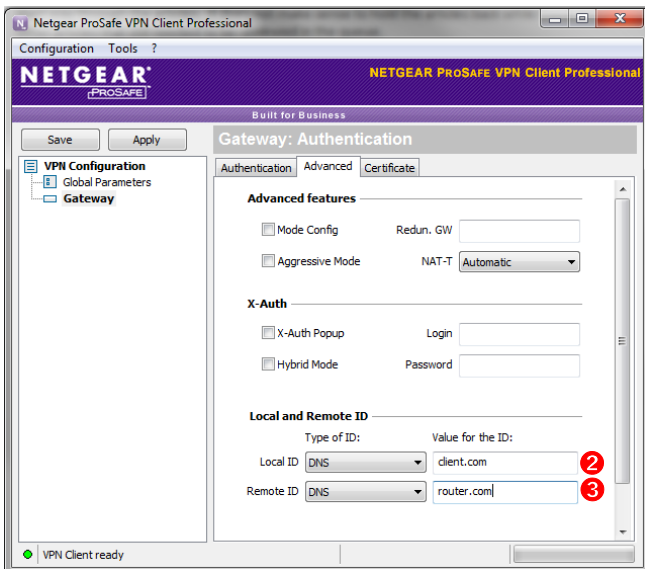 Netgear ProSafe VPN Client Professional
Configuration Tools ?
NETGEAR®
PROSAFE
NETGEAR PROSAFE VPN Client Professional
Built for Business
Save Apply
Gateway: Authentication
VPN Configuration
Global Parameters
Gateway
Authentication Advanced Certificate
Advanced features
Mode Config Redun. GW
Aggressive Mode NAT-T Automatic
X-Auth
X-Auth Popup Login
Hybrid Mode Password
Local and Remote ID
Type of ID: Value for the ID:
Local ID DNS client.com 2
Remote ID DNS router.com 3
VPN Client ready